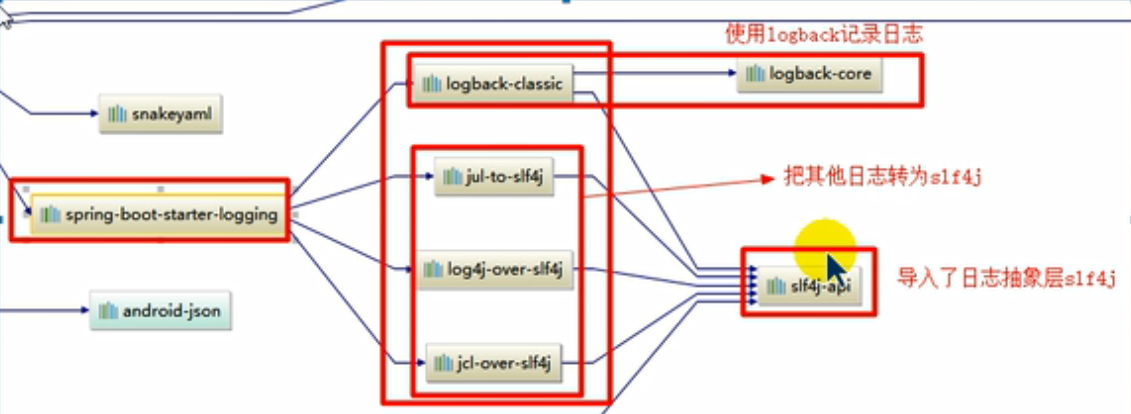 使用logback记录日志
logback-classic
logback-core
snakeyaml
jul-to-slf4j
把其他日志转为slf4j
spring-boot-starter-logging
log4j-over-slf4j
slf4j-api
导入了日志抽象层slf4j
android-json
jcl-over-slf4j